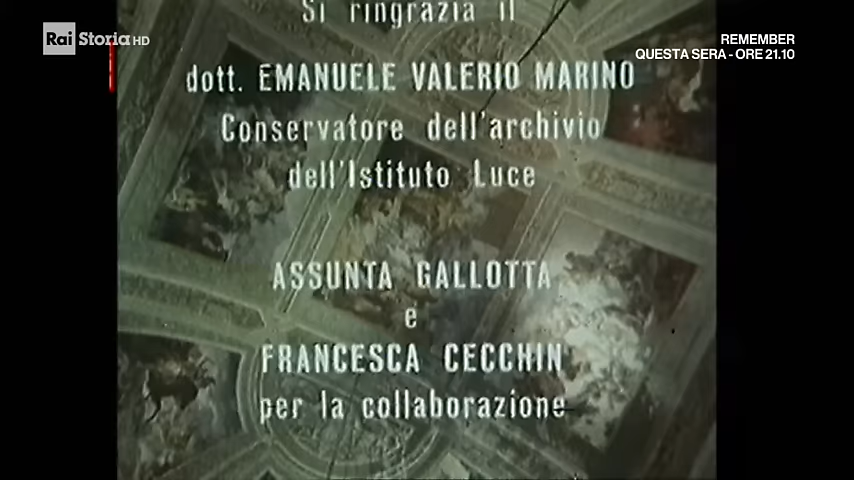 Rai Storia HD
REMEMBER
QUESTA SERA - ORE 21.10
Si ringrazia il
dott. EMANUELE VALERIO MARINO
Conservatore dell'archivio
dell'Istituto Luce
ASSUNTA GALLOTTA
e
FRANCESCA CECCHIN
per la collaborazione